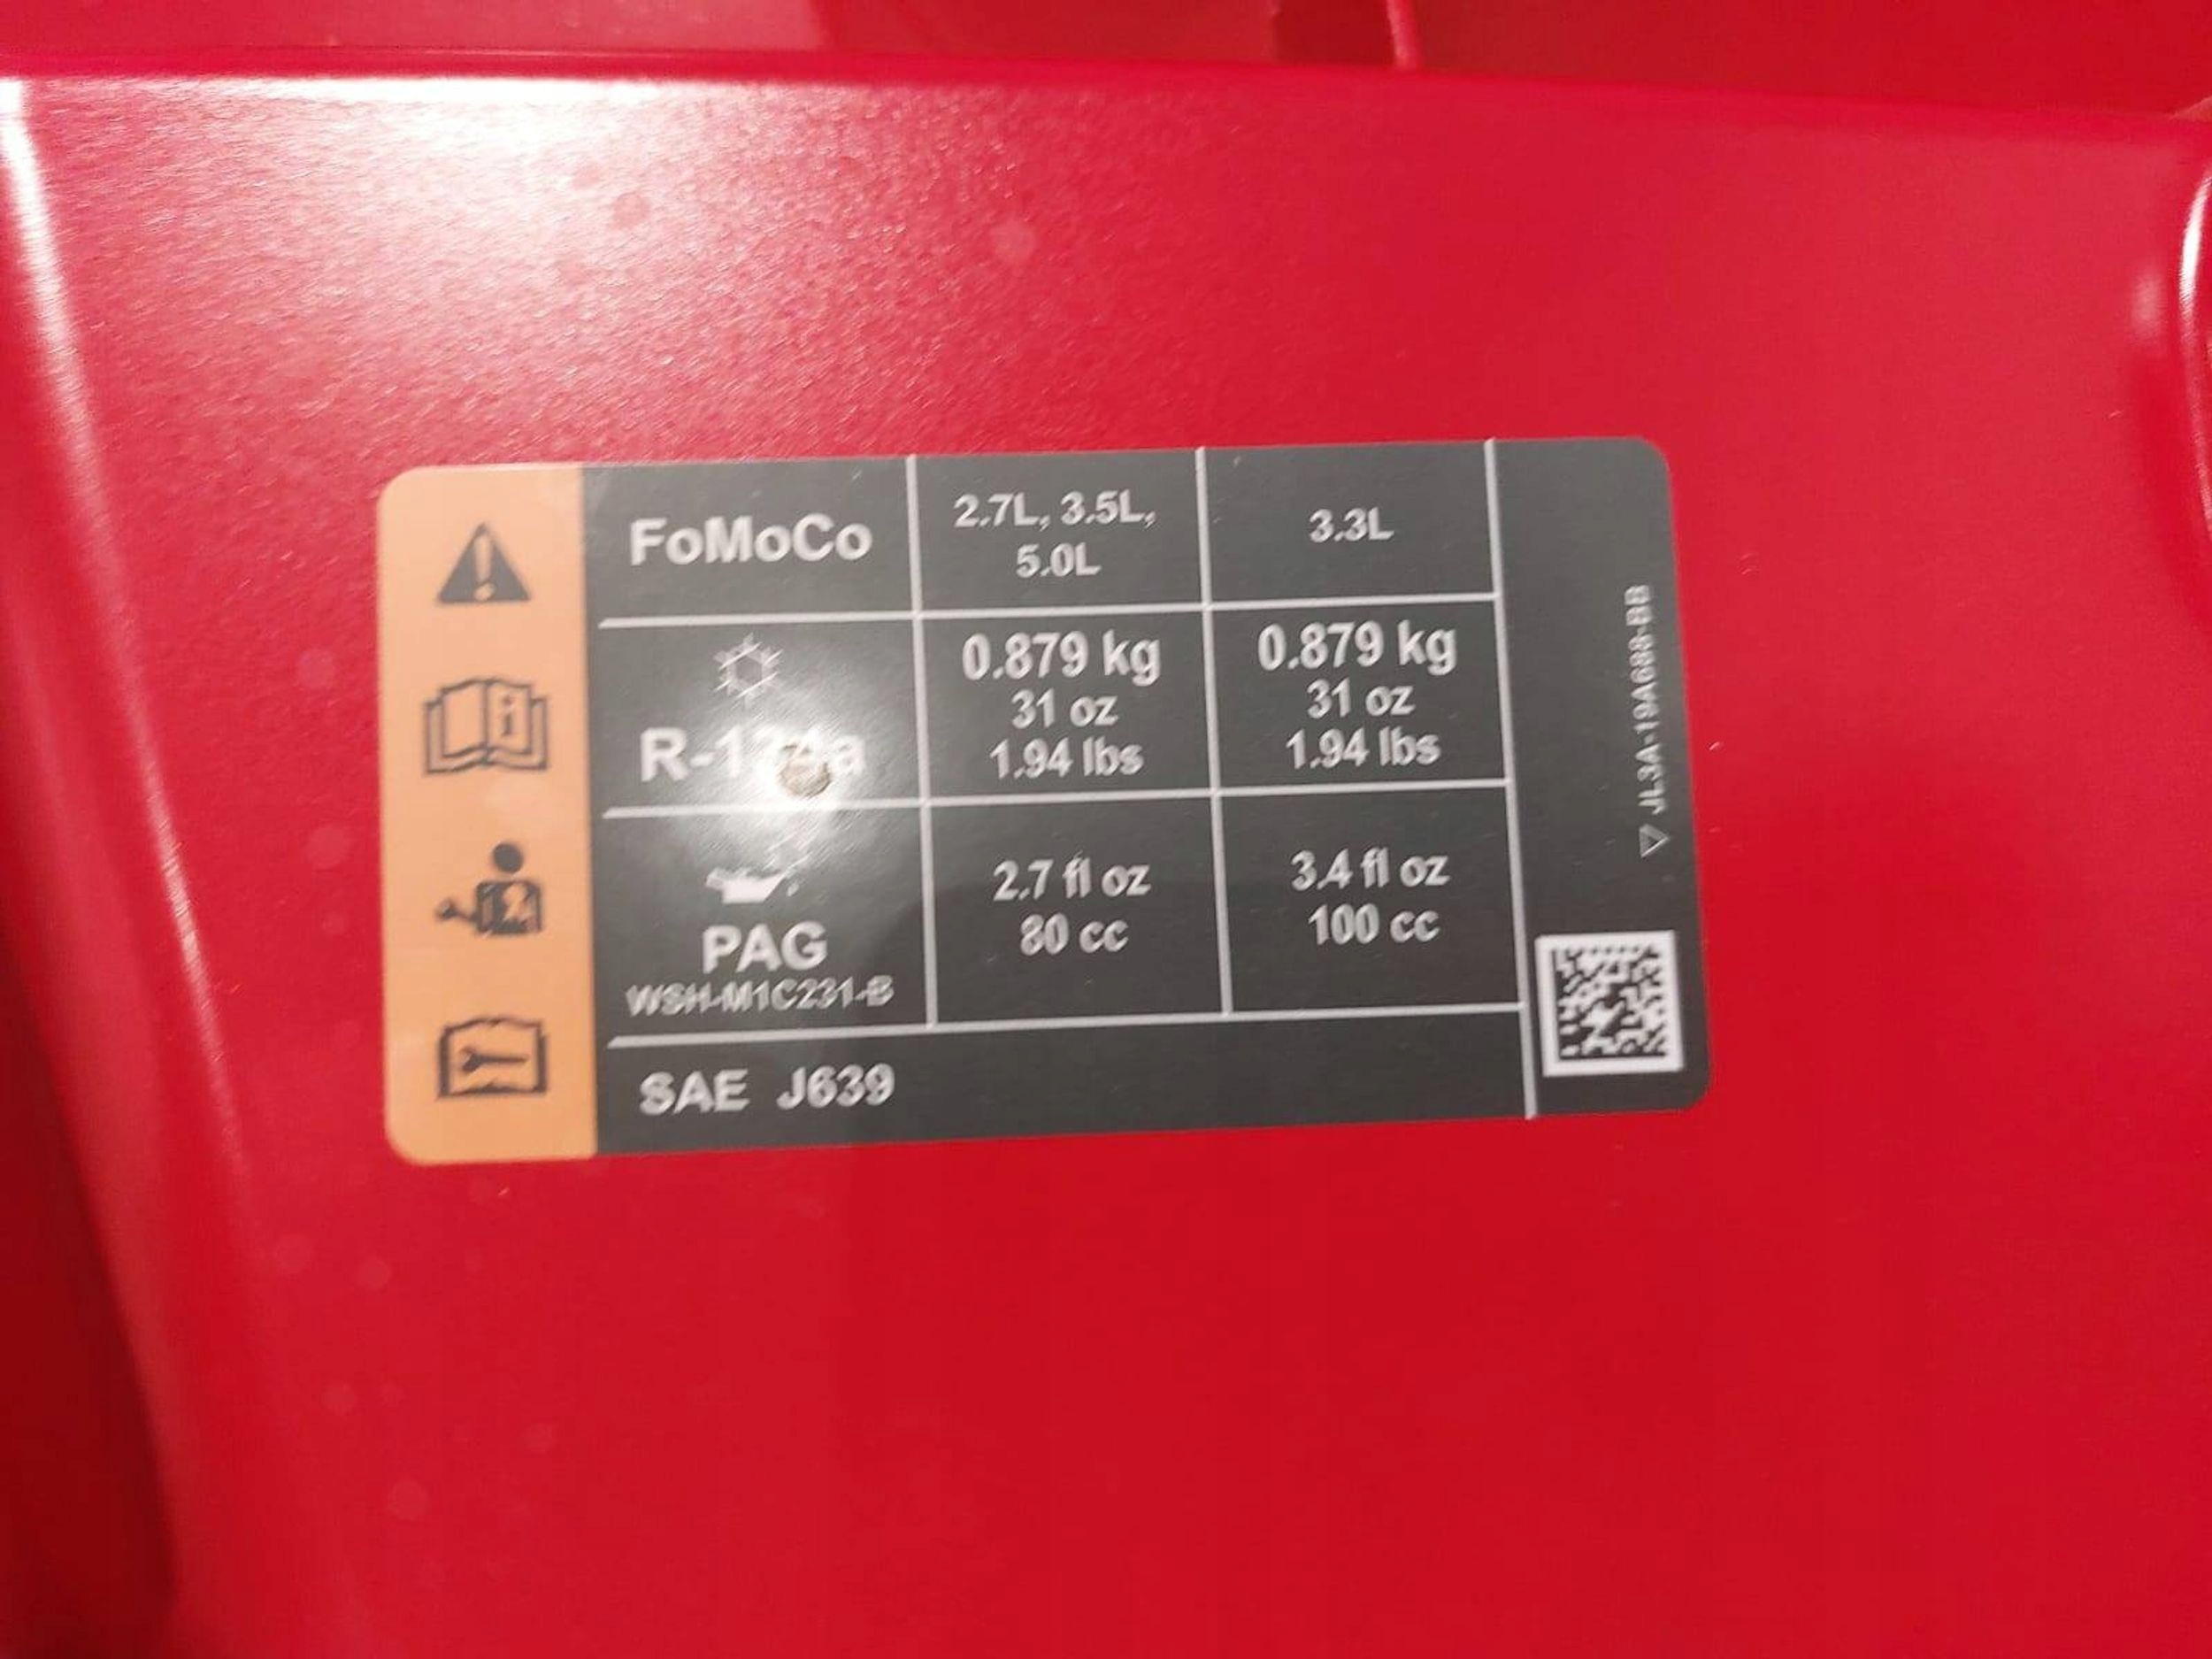 FoMoCo
2.7L, 3.5L,
5.0L
3.3L
R-134a
0.879 kg
31 oz
1.94 lbs
0.879 kg
31 oz
1.94 lbs
PAG
WSH-M1C231-B
2.7 fl oz
80 cc
3.4 fl oz
100 cc
SAE J639
JL3A-19A688-BB